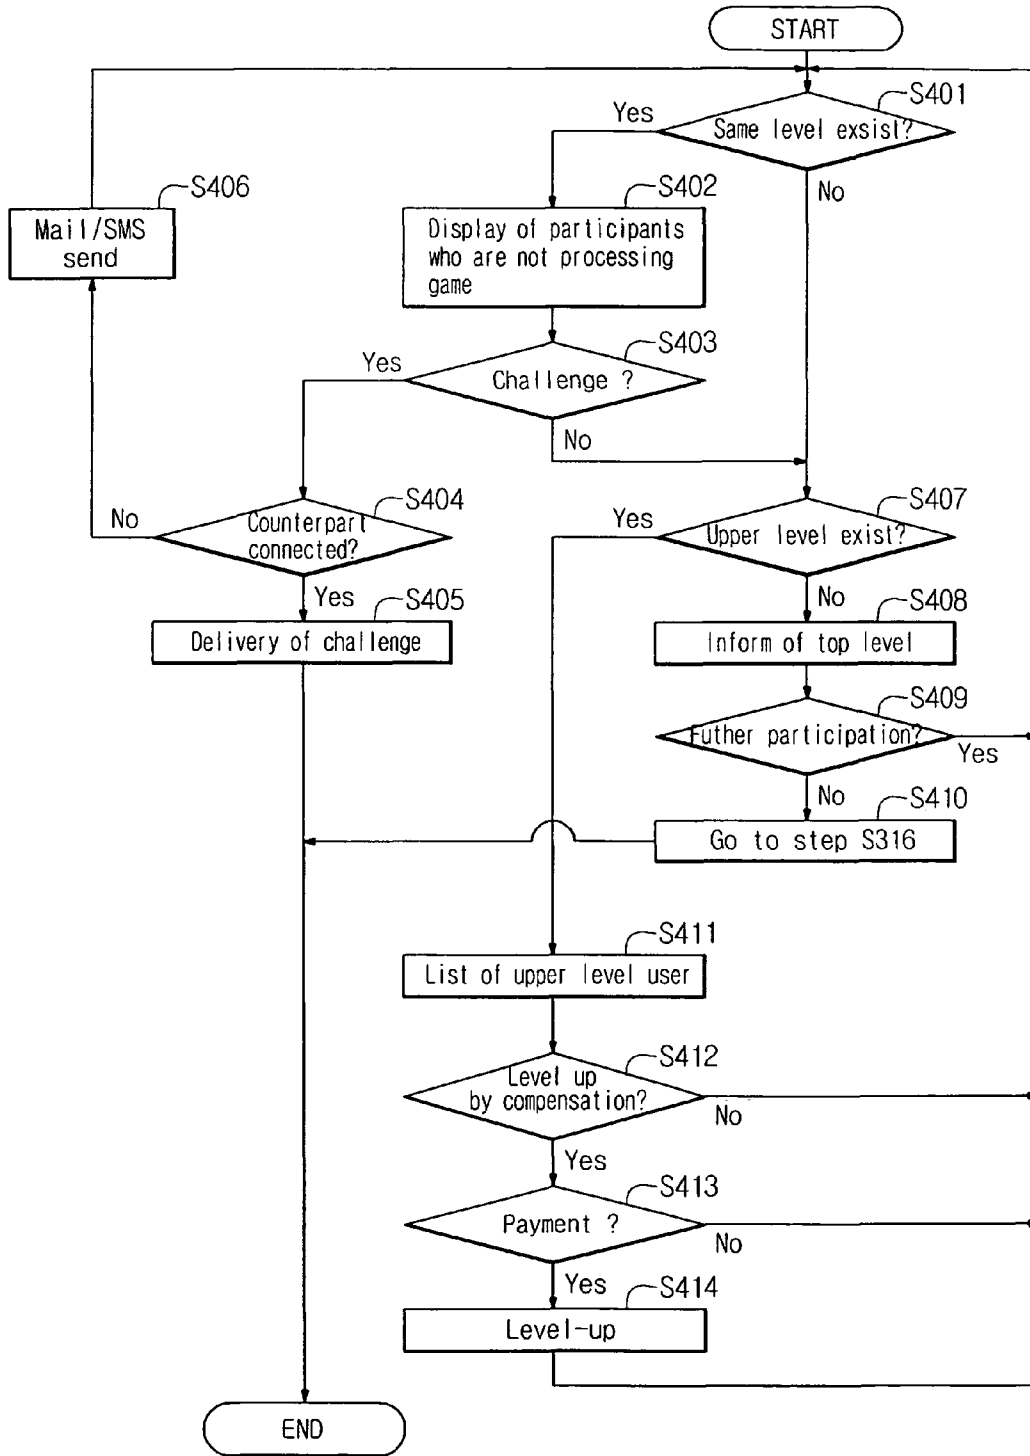 START
S401
Yes
Same level exsist?
No
S406
Mail/SMS
send
S402
Display of participants
who are not processing
game
S403
Yes
Challenge ?
No
S404
No
Counterpart
connected?
Yes
S405
Delivery of challenge
S407
Yes
Upper level exist?
No
S408
Inform of top level
S409
Futher participation?
Yes
No
S410
Go to step S316
S411
List of upper level user
S412
Level up
by compensation?
No
Yes
S413
Payment ?
No
Yes
S414
Level-up
END